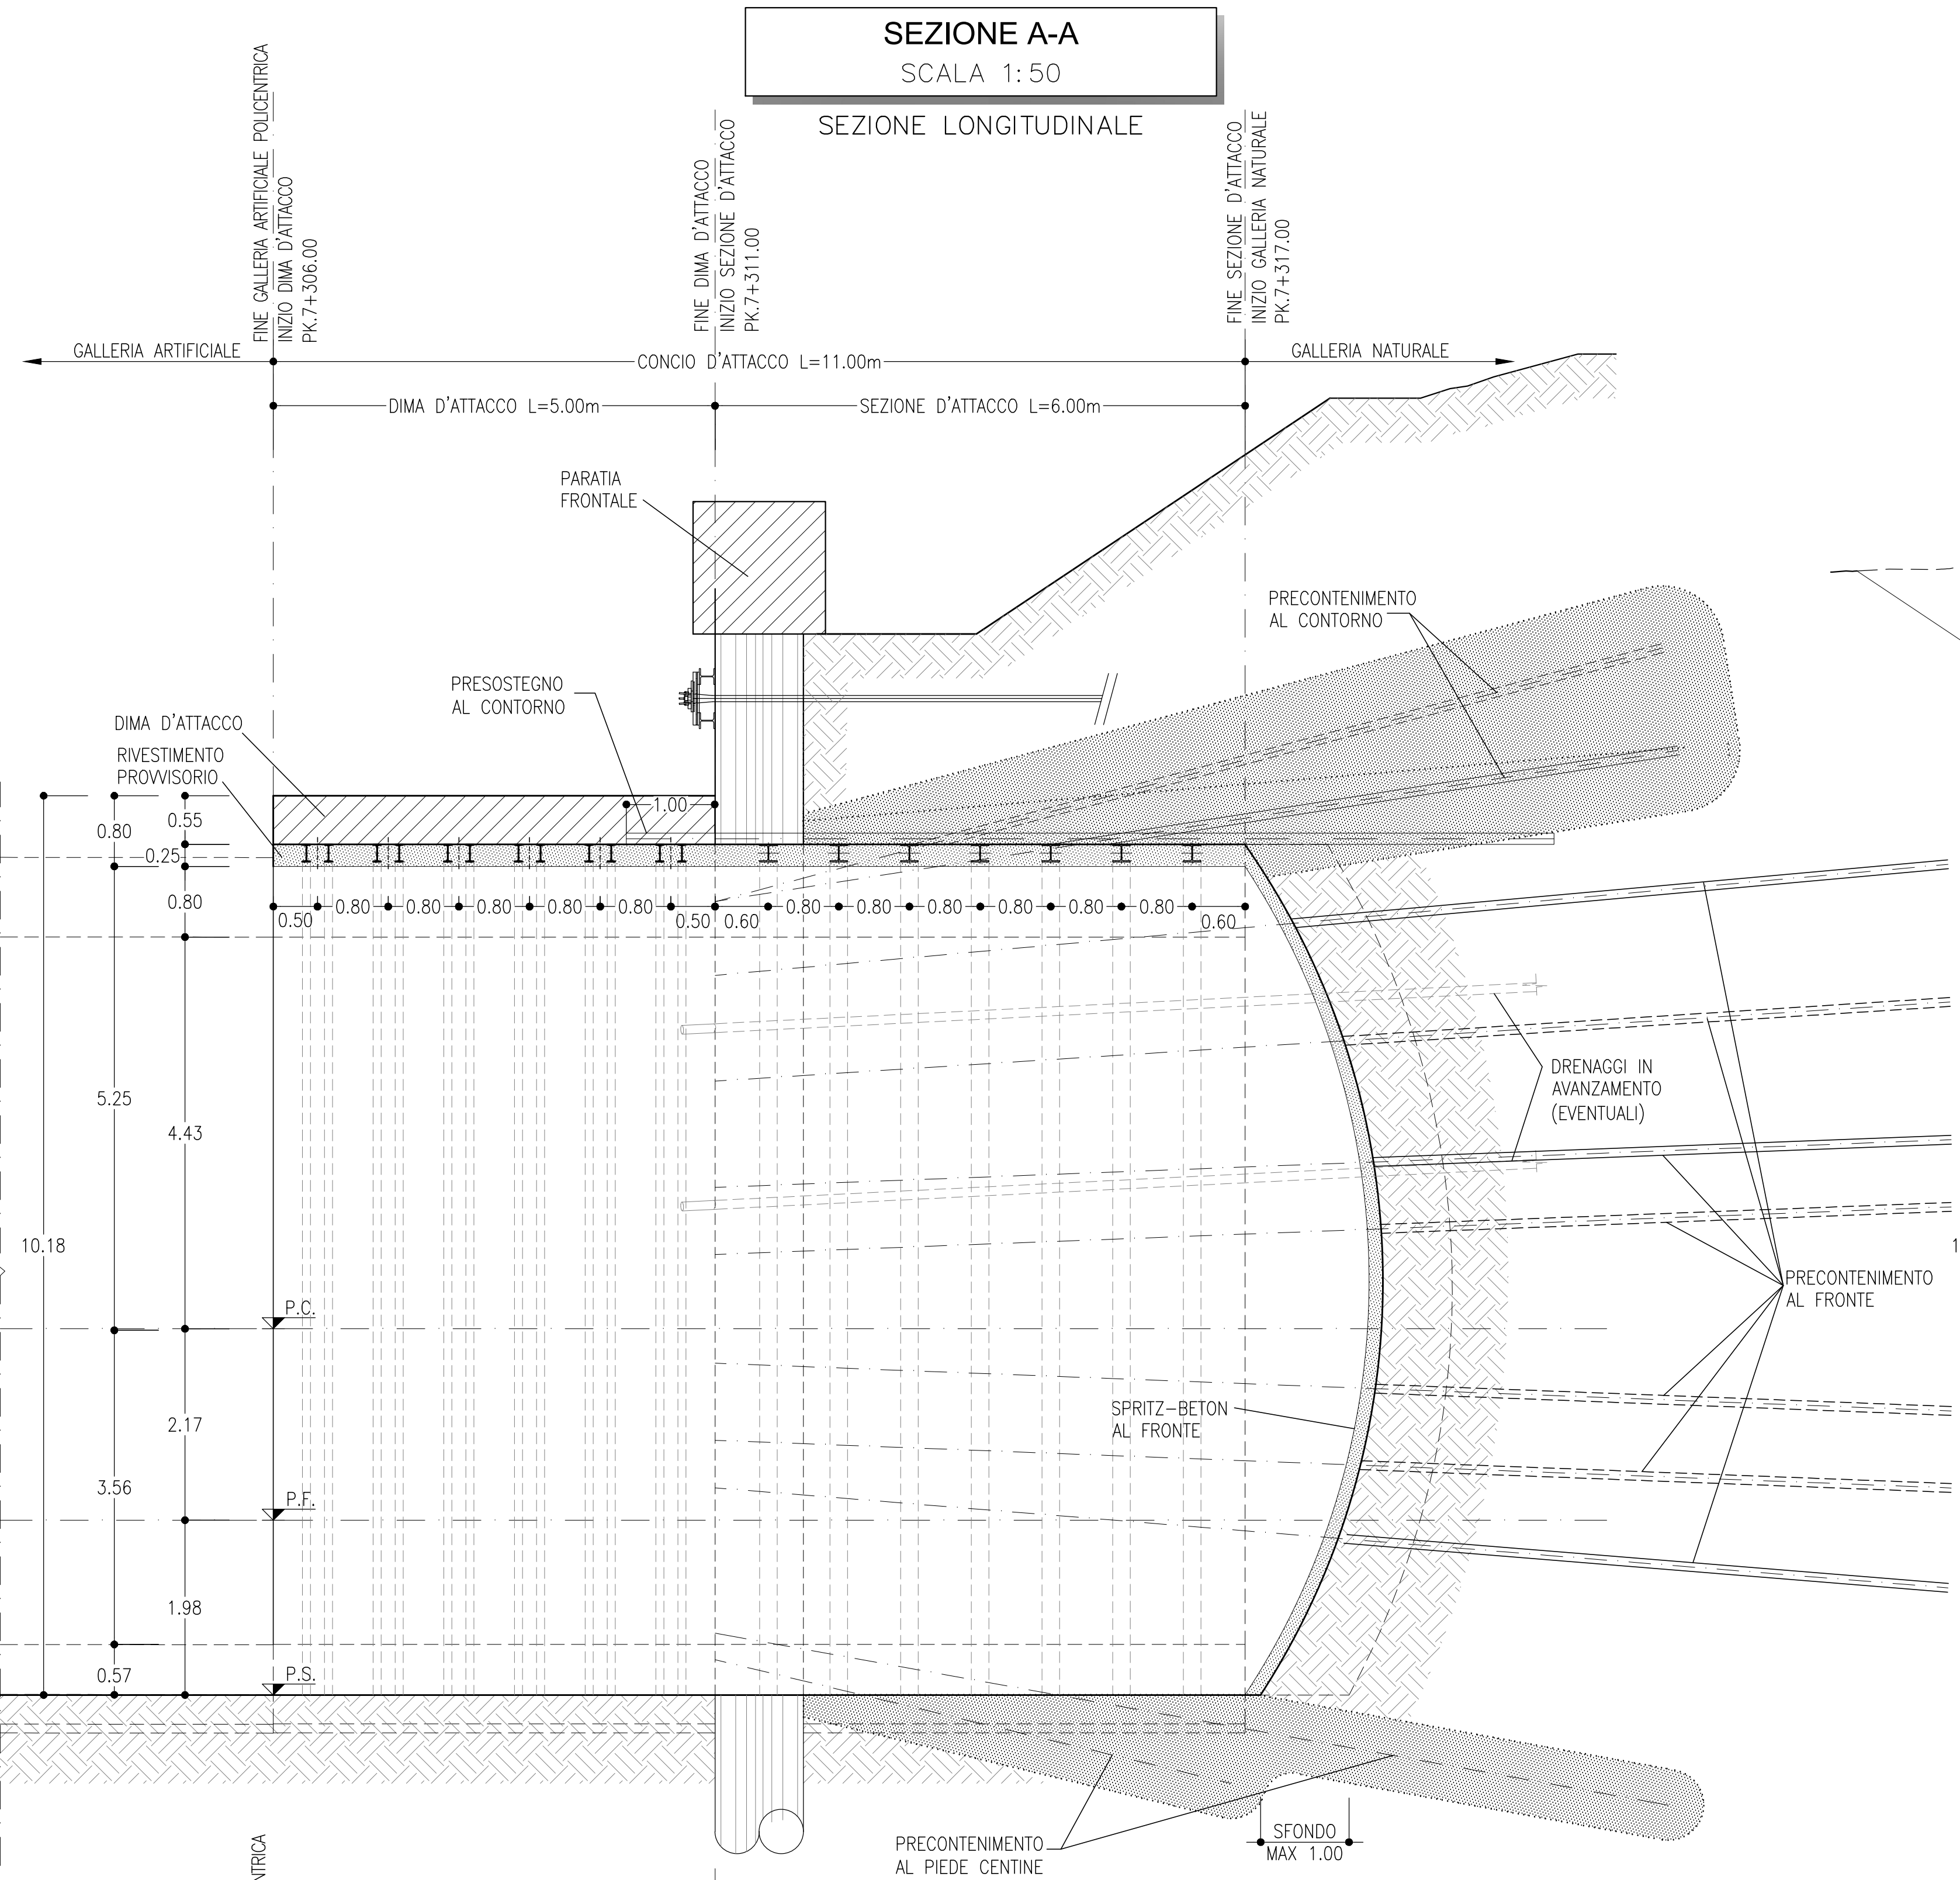 SEZIONE A-A
SCALA 1:50
SEZIONE LONGITUDINALE
FINE GALLERIA ARTIFICIALE POLICENTRICA
INIZIO DIMA D'ATTACCO
PK.7+306.00
FINE DIMA D'ATTACCO
INIZIO SEZIONE D'ATTACCO
PK.7+311.00
FINE SEZIONE D'ATTACCO
INIZIO GALLERIA NATURALE
PK.7+317.00
GALLERIA ARTIFICIALE
CONCIO D'ATTACCO L=11.00m
GALLERIA NATURALE
DIMA D'ATTACCO L=5.00m
SEZIONE D'ATTACCO L=6.00m
PARATIA
FRONTALE
PRECONTENIMENTO
AL CONTORNO
PRESOSTEGNO
AL CONTORNO
DIMA D'ATTACCO
RIVESTIMENTO
PROVVISORIO
1.00
0.80
0.55
0.25
0.80
0.50
0.80
0.80
0.80
0.80
0.80
0.50
0.60
0.80
0.80
0.80
0.80
0.80
0.80
0.60
DRENAGGI IN
AVANZAMENTO
(EVENTUALI)
5.25
4.43
10.18
1
PRECONTENIMENTO
AL FRONTE
P.C.
SPRITZ-BETON
AL FRONTE
2.17
3.56
P.F.
1.98
0.57
P.S.
SFONDO
MAX 1.00
PRECONTENIMENTO
AL PIEDE CENTINE
NTRICA